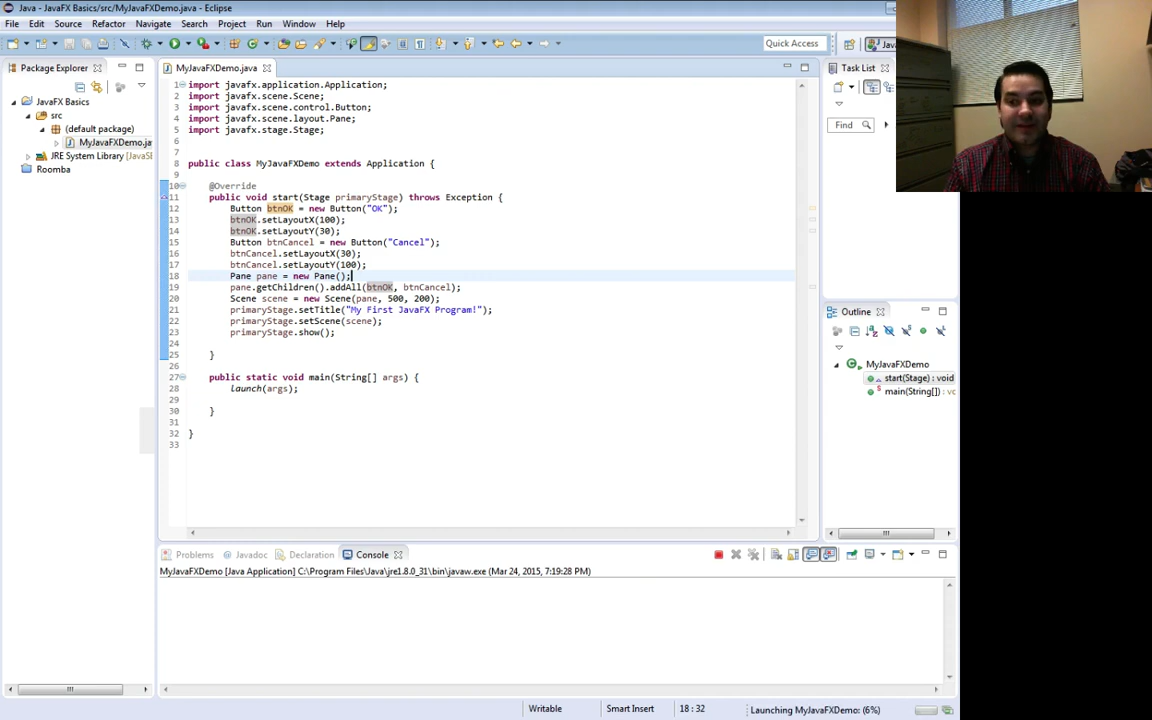 Java - JavaFX Basics/src/MyJavaFXDemo.java - Eclipse
File Edit Source Refactor Navigate Search Project Run Window Help
Quick Access
Package Explorer
MyJavaFXDemo.java
Task List
JavaFX Basics
src
(default package)
MyJavaFXDemo.ja
JRE System Library [JavaSE
Roomba
Find
1 import javafx.application.Application;
2 import javafx.scene.Scene;
3 import javafx.scene.control.Button;
4 import javafx.scene.layout.Pane;
5 import javafx.stage.Stage;
6
7
8 public class MyJavaFXDemo extends Application {
9
10 @Override
11 public void start(Stage primaryStage) throws Exception {
12 Button btnOK = new Button("OK");
13 btnOK.setLayoutX(100);
14 btnOK.setLayoutY(30);
15 Button btnCancel = new Button("Cancel");
16 btnCancel.setLayoutX(30);
17 btnCancel.setLayoutY(100);
18 Pane pane = new Pane();
19 pane.getChildren().addAll(btnOK, btnCancel);
20 Scene scene = new Scene(pane, 500, 200);
21 primaryStage.setTitle("My First JavaFX Program!");
22 primaryStage.setScene(scene);
23 primaryStage.show();
24
25 }
26
27 public static void main(String[] args) {
28 launch(args);
29
30 }
31
32 }
33
Outline
MyJavaFXDemo
start(Stage) : void
main(String[]) : vo
Problems Javadoc Declaration Console
MyJavaFXDemo [Java Application] C:\Program Files\Java\jre1.8.0_31\bin\javaw.exe (Mar 24, 2015, 7:19:28 PM)
Writable Smart Insert 18 : 32 Launching MyJavaFXDemo: (6%)